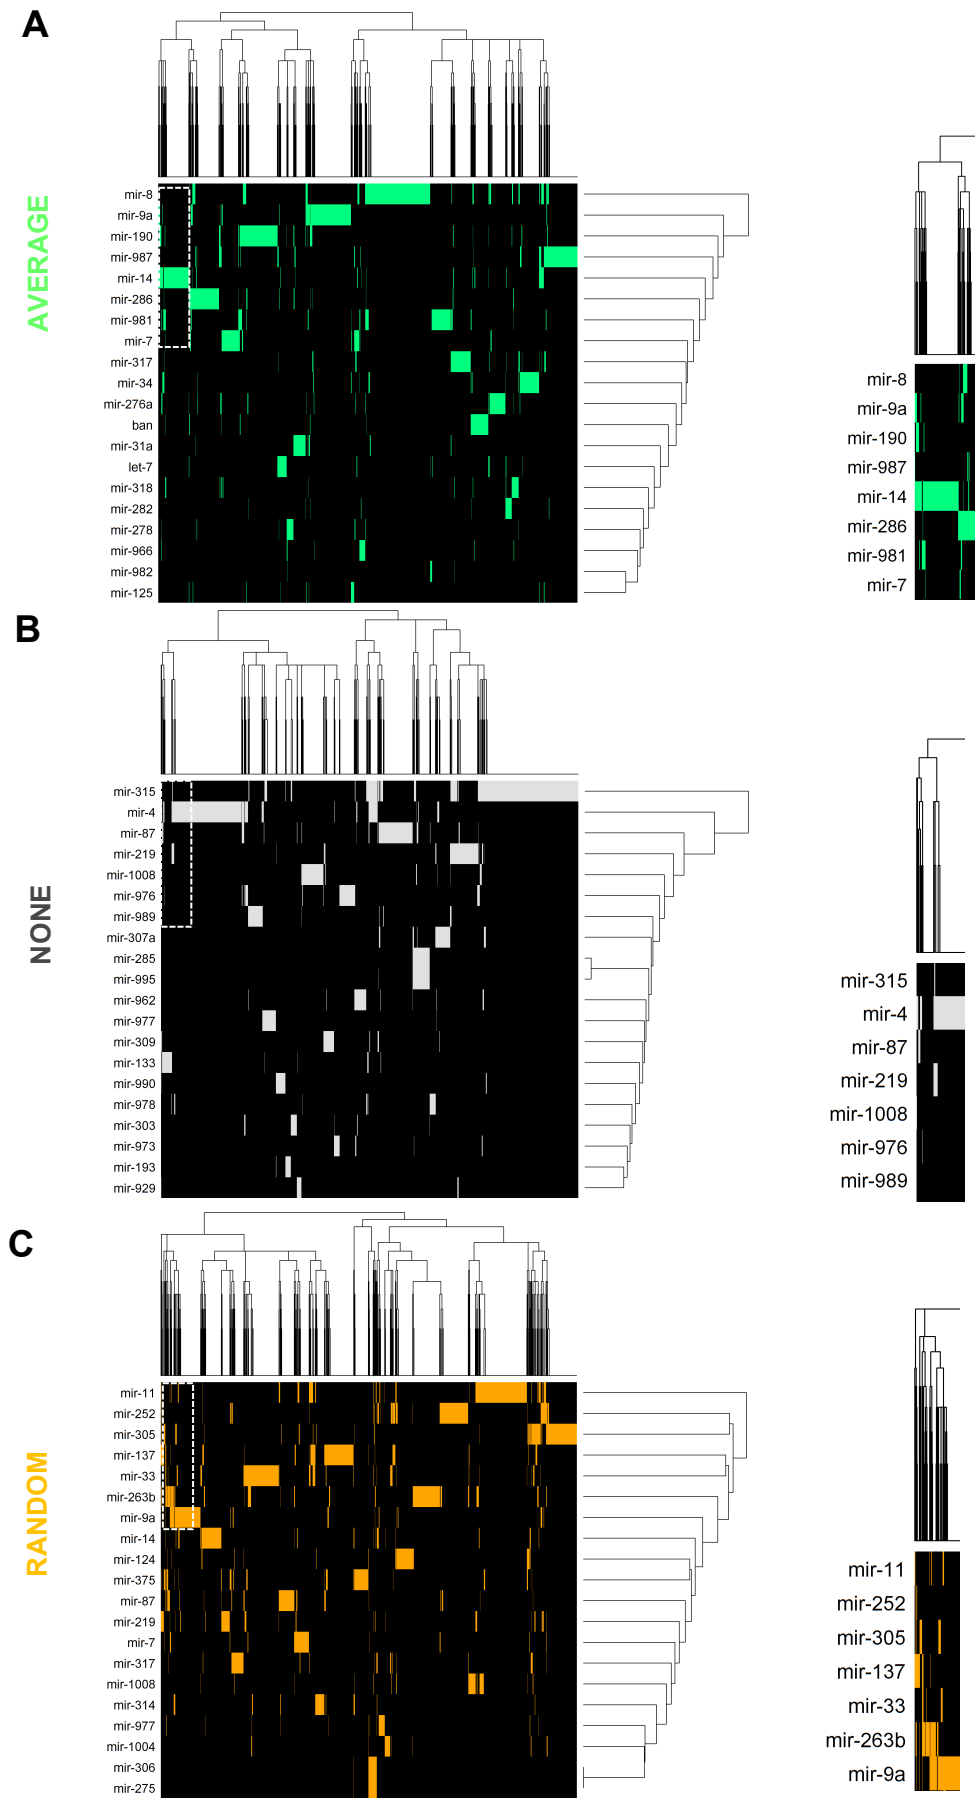 A
AVERAGE
mir-8
mir-9a
mir-190
mir-987
mir-14
mir-286
mir-981
mir-7
mir-317
mir-34
mir-276a
ban
mir-31a
let-7
mir-318
mir-282
mir-278
mir-966
mir-982
mir-125
mir-8
mir-9a
mir-190
mir-987
mir-14
mir-286
mir-981
mir-7
B
NONE
mir-315
mir-4
mir-87
mir-219
mir-1008
mir-976
mir-989
mir-307a
mir-285
mir-995
mir-962
mir-977
mir-309
mir-133
mir-990
mir-978
mir-303
mir-973
mir-193
mir-929
mir-315
mir-4
mir-87
mir-219
mir-1008
mir-976
mir-989
C
RANDOM
mir-11
mir-252
mir-305
mir-137
mir-33
mir-263b
mir-9a
mir-14
mir-124
mir-375
mir-87
mir-219
mir-7
mir-317
mir-1008
mir-314
mir-977
mir-1004
mir-306
mir-275
mir-11
mir-252
mir-305
mir-137
mir-33
mir-263b
mir-9a